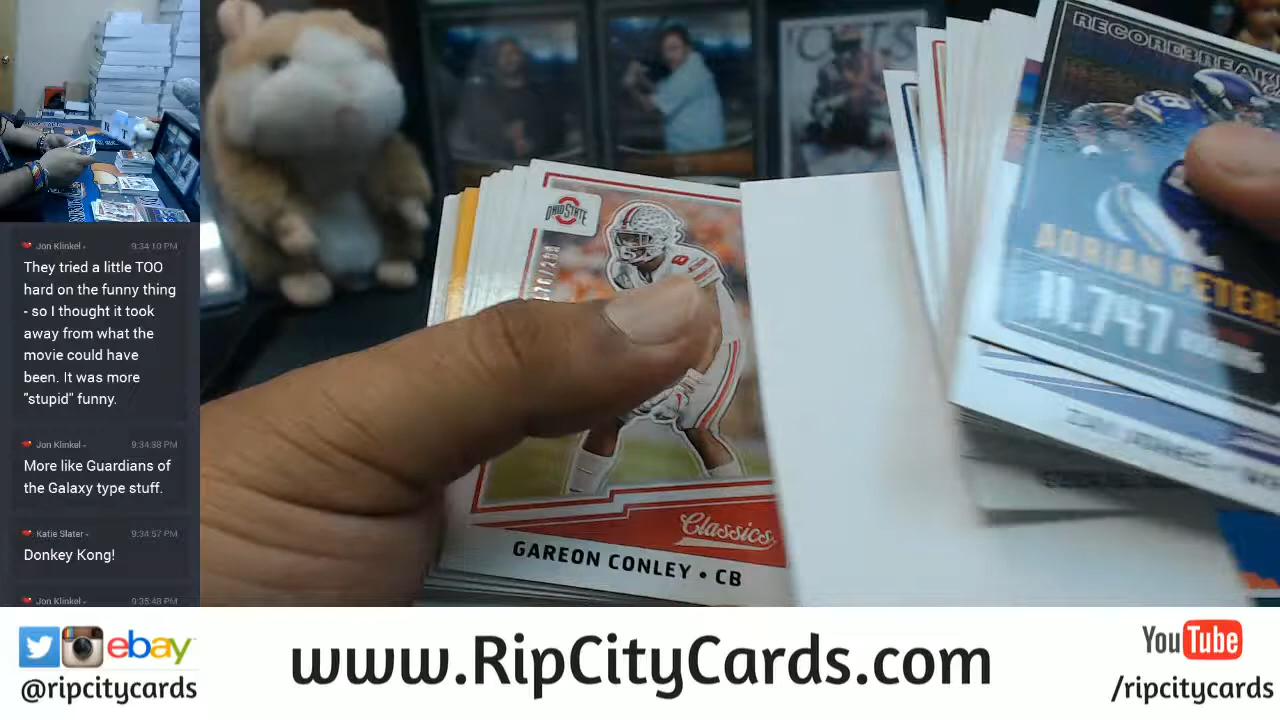 Jon Klinkel 9:34:10 PM
They tried a little TOO
hard on the funny thing
- so I thought it took
away from what the
movie could have
been. It was more
"stupid" funny.
Jon Klinkel 9:34:38 PM
More like Guardians of
the Galaxy type stuff.
Katie Slater 9:34:57 PM
Donkey Kong!
Jon Klinkel 9:35:48 PM
OHIO STATE
Classics
GAREON CONLEY • CB
ADRIAN
11,747
ebay
@ripcitycards
www.RipCityCards.com
YouTube
/ripcitycards